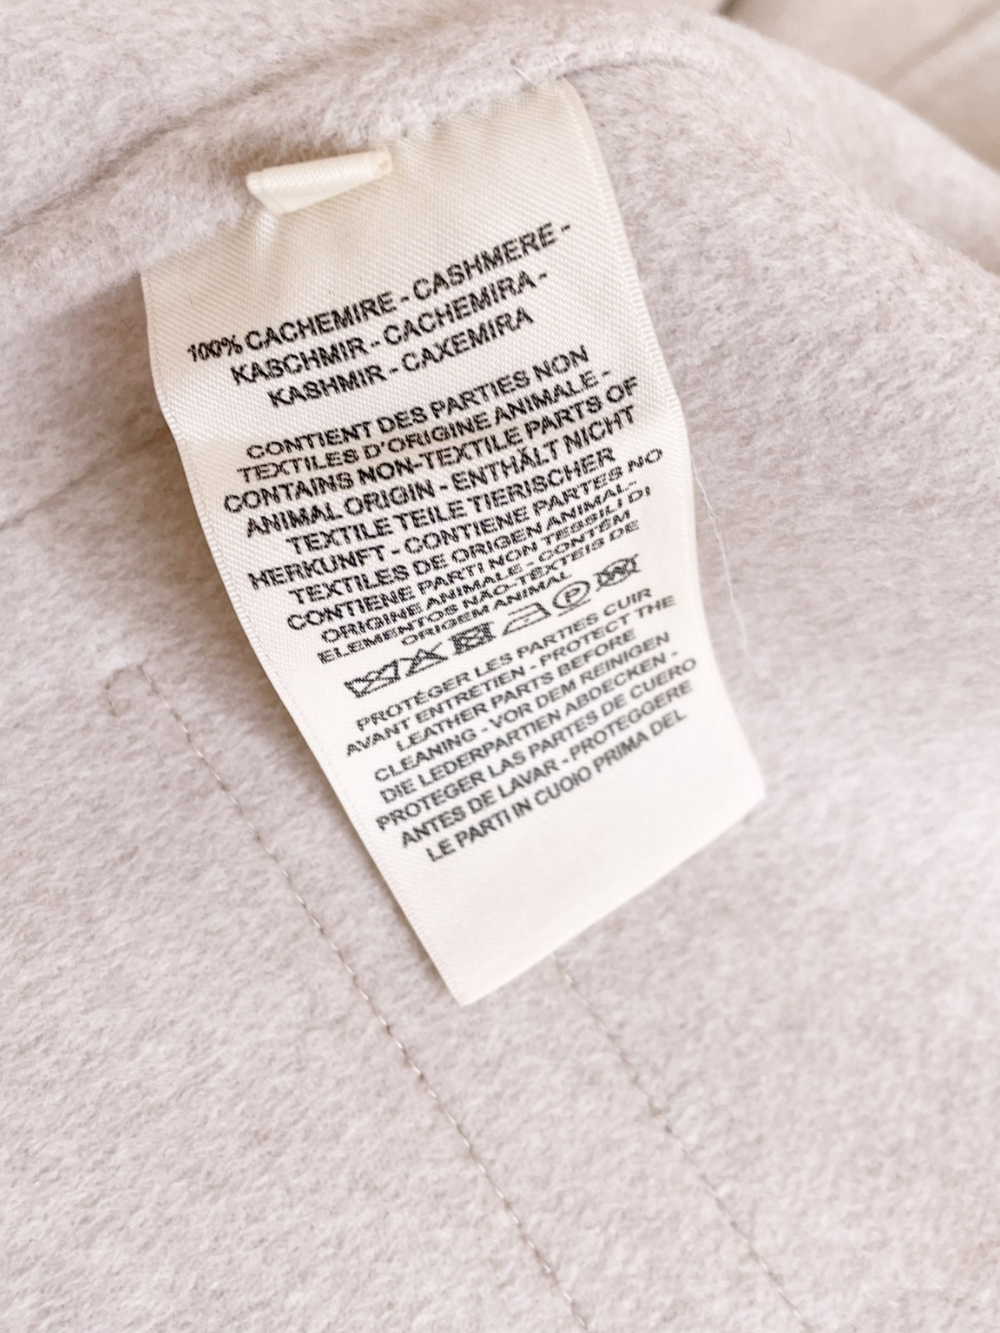 100% CACHEMIRE - CASHMERE -
KASCHMIR - CACHEMIRA -
KASHMIR - CAXEMIRA
CONTIENT DES PARTIES NON
TEXTILES D'ORIGINE ANIMALE -
CONTAINS NON-TEXTILE PARTS OF
ANIMAL ORIGIN - ENTHÄLT NICHT
TEXTILE TEILE TIERISCHER
HERKUNFT - CONTIENE PARTES NO
TEXTILES DE ORIGEN ANIMAL -
CONTIENE PARTI NON TESSILI DI
ORIGINE ANIMALE - CONTÉM
ELEMENTOS NÃO-TÊXTEIS DE
ORIGEM ANIMAL
P W
PROTÉGER LES PARTIES CUIR
AVANT ENTRETIEN - PROTECT THE
LEATHER PARTS BEFORE
CLEANING - VOR DEM REINIGEN
DIE LEDERPARTIEN ABDECKEN -
PROTEGER LAS PARTES DE CUERO
ANTES DE LAVAR - PROTEGGERE
LE PARTI IN CUOIO PRIMA DEL